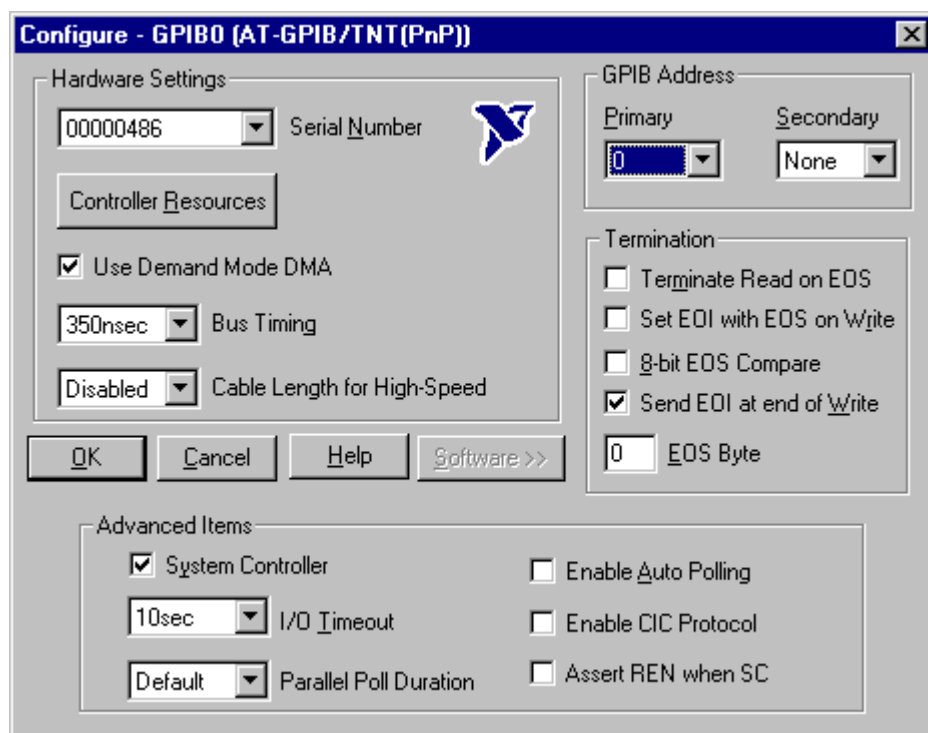 Configure - GPIB0 (AT-GPIB/TNT(PnP))
Hardware Settings
00000486 Serial Number
Controller Resources
Use Demand Mode DMA
350nsec Bus Timing
Disabled Cable Length for High-Speed
GPIB Address
Primary Secondary
0 None
Termination
Terminate Read on EOS
Set EOI with EOS on Write
8-bit EOS Compare
Send EOI at end of Write
0 EOS Byte
OK Cancel Help Software >>
Advanced Items
System Controller
10sec I/O Timeout
Default Parallel Poll Duration
Enable Auto Polling
Enable CIC Protocol
Assert REN when SC